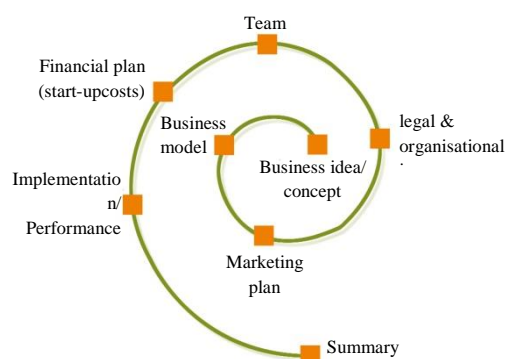 Team
Financial plan
(start-upcosts)
Business
model
legal &
organisational
Business idea/
concept
Implementatio
n/
Performance
Marketing
plan
Summary